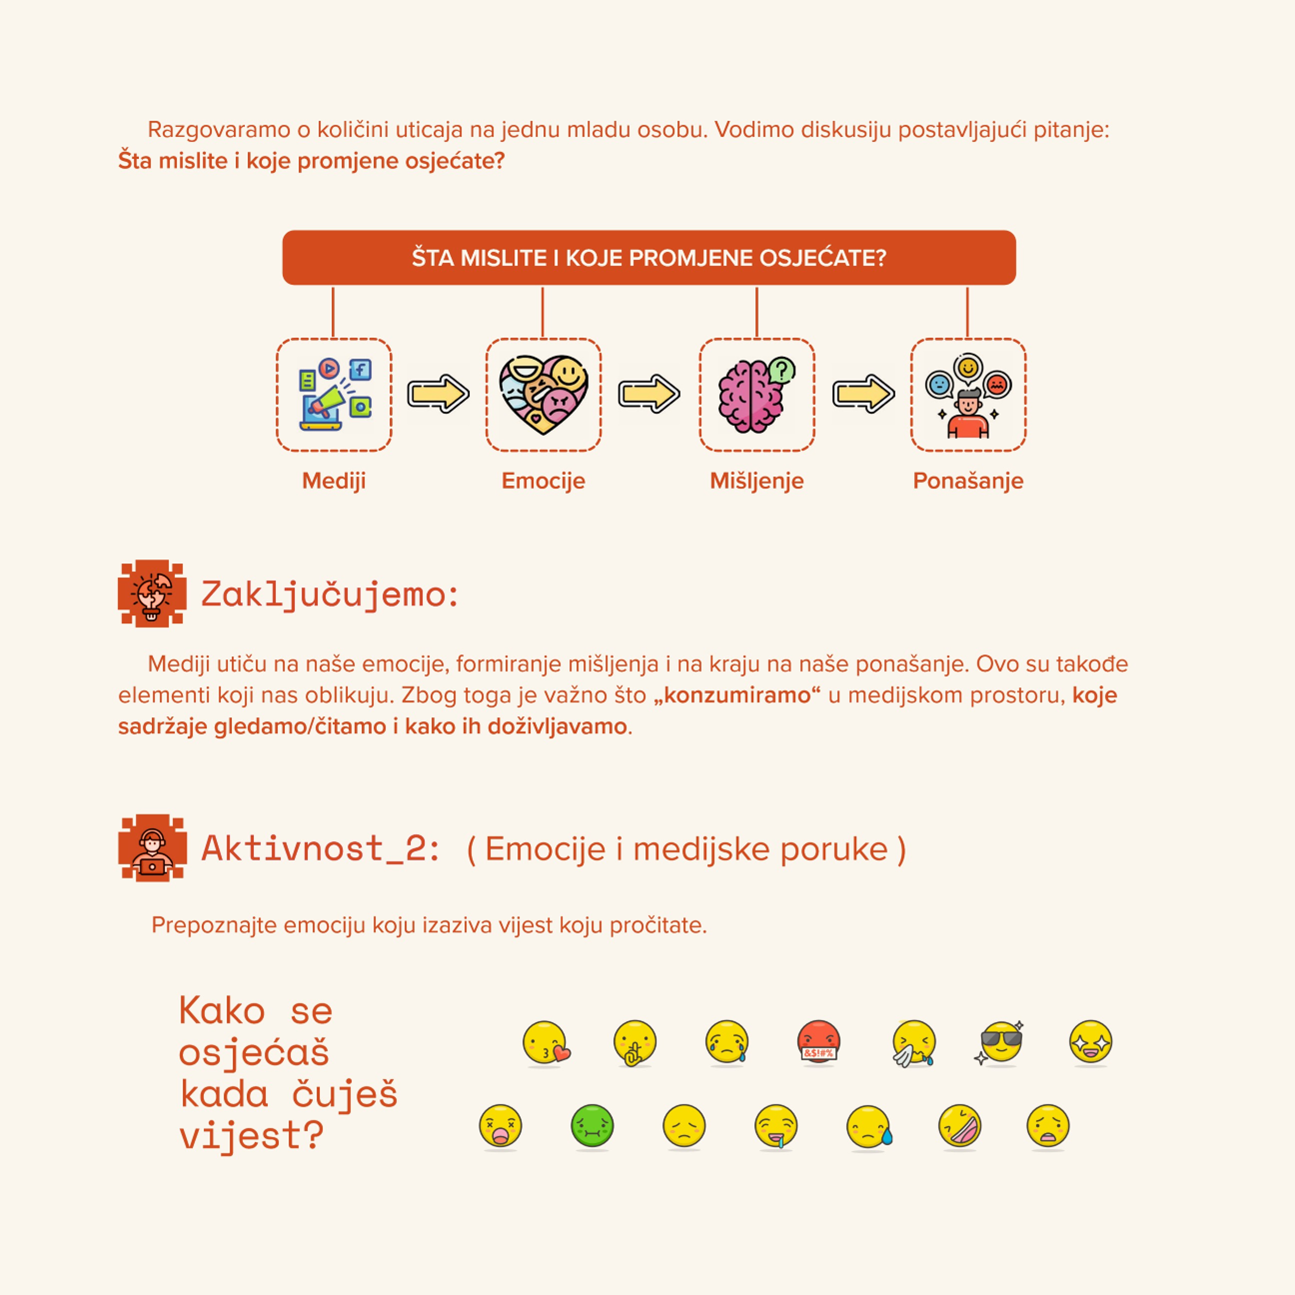 Razgovaramo o količini uticaja na jednu mladu osobu. Vodimo diskusiju postavljajući pitanje:
Šta mislite i koje promjene osjećate?
ŠTA MISLITE I KOJE PROMJENE OSJEĆATE?
Mediji
Emocije
Mišljenje
Ponašanje
Zaključujemo:
Mediji utiču na naše emocije, formiranje mišljenja i na kraju na naše ponašanje. Ovo su takođe
elementi koji nas oblikuju. Zbog toga je važno što „konzumiramo“ u medijskom prostoru, koje
sadržaje gledamo/čitamo i kako ih doživljavamo.
Aktivnost_2: ( Emocije i medijske poruke )
Prepoznajte emociju koju izaziva vijest koju pročitate.
Kako se
osjećaš
kada čuješ
vijest?
&$!#%